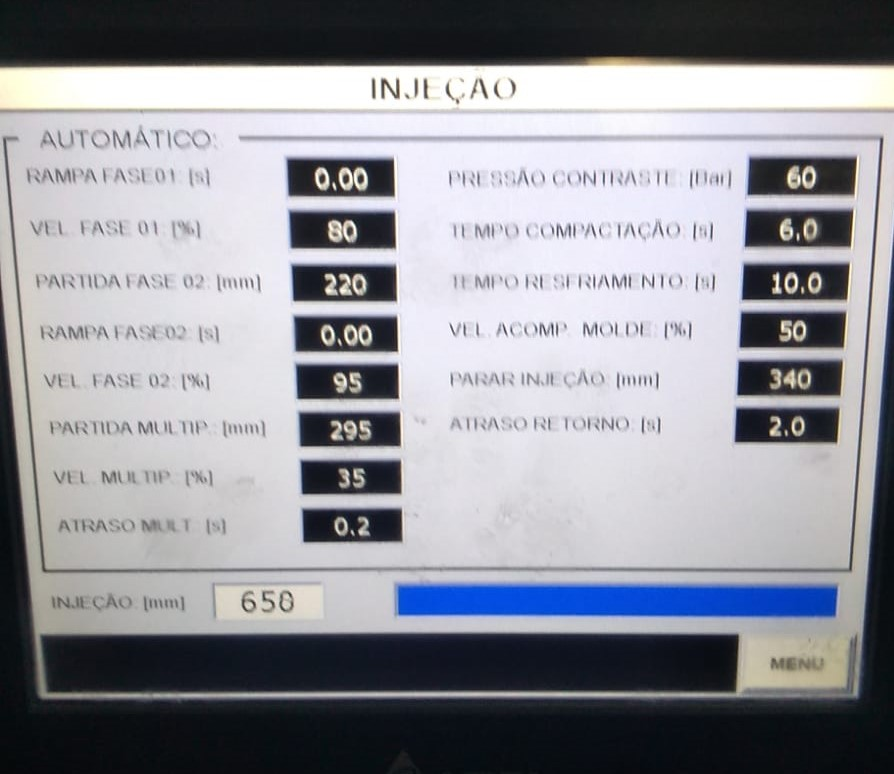 INJEÇÃO
AUTOMÁTICO:
RAMPA FASE01: [s] 0.00
VEL. FASE 01: [%] 80
PARTIDA FASE 02: [mm] 220
RAMPA FASE02: [s] 0.00
VEL. FASE 02: [%] 95
PARTIDA MULTIP.: [mm] 295
VEL. MULTIP.: [%] 35
ATRASO MULT.: [s] 0.2
PRESSÃO CONTRASTE: [Bar] 60
TEMPO COMPACTAÇÃO: [s] 6.0
TEMPO RESFRIAMENTO: [s] 10.0
VEL. ACOMP. MOLDE: [%] 50
PARAR INJEÇÃO: [mm] 340
ATRASO RETORNO: [s] 2.0
INJEÇÃO: [mm] 658
MENU